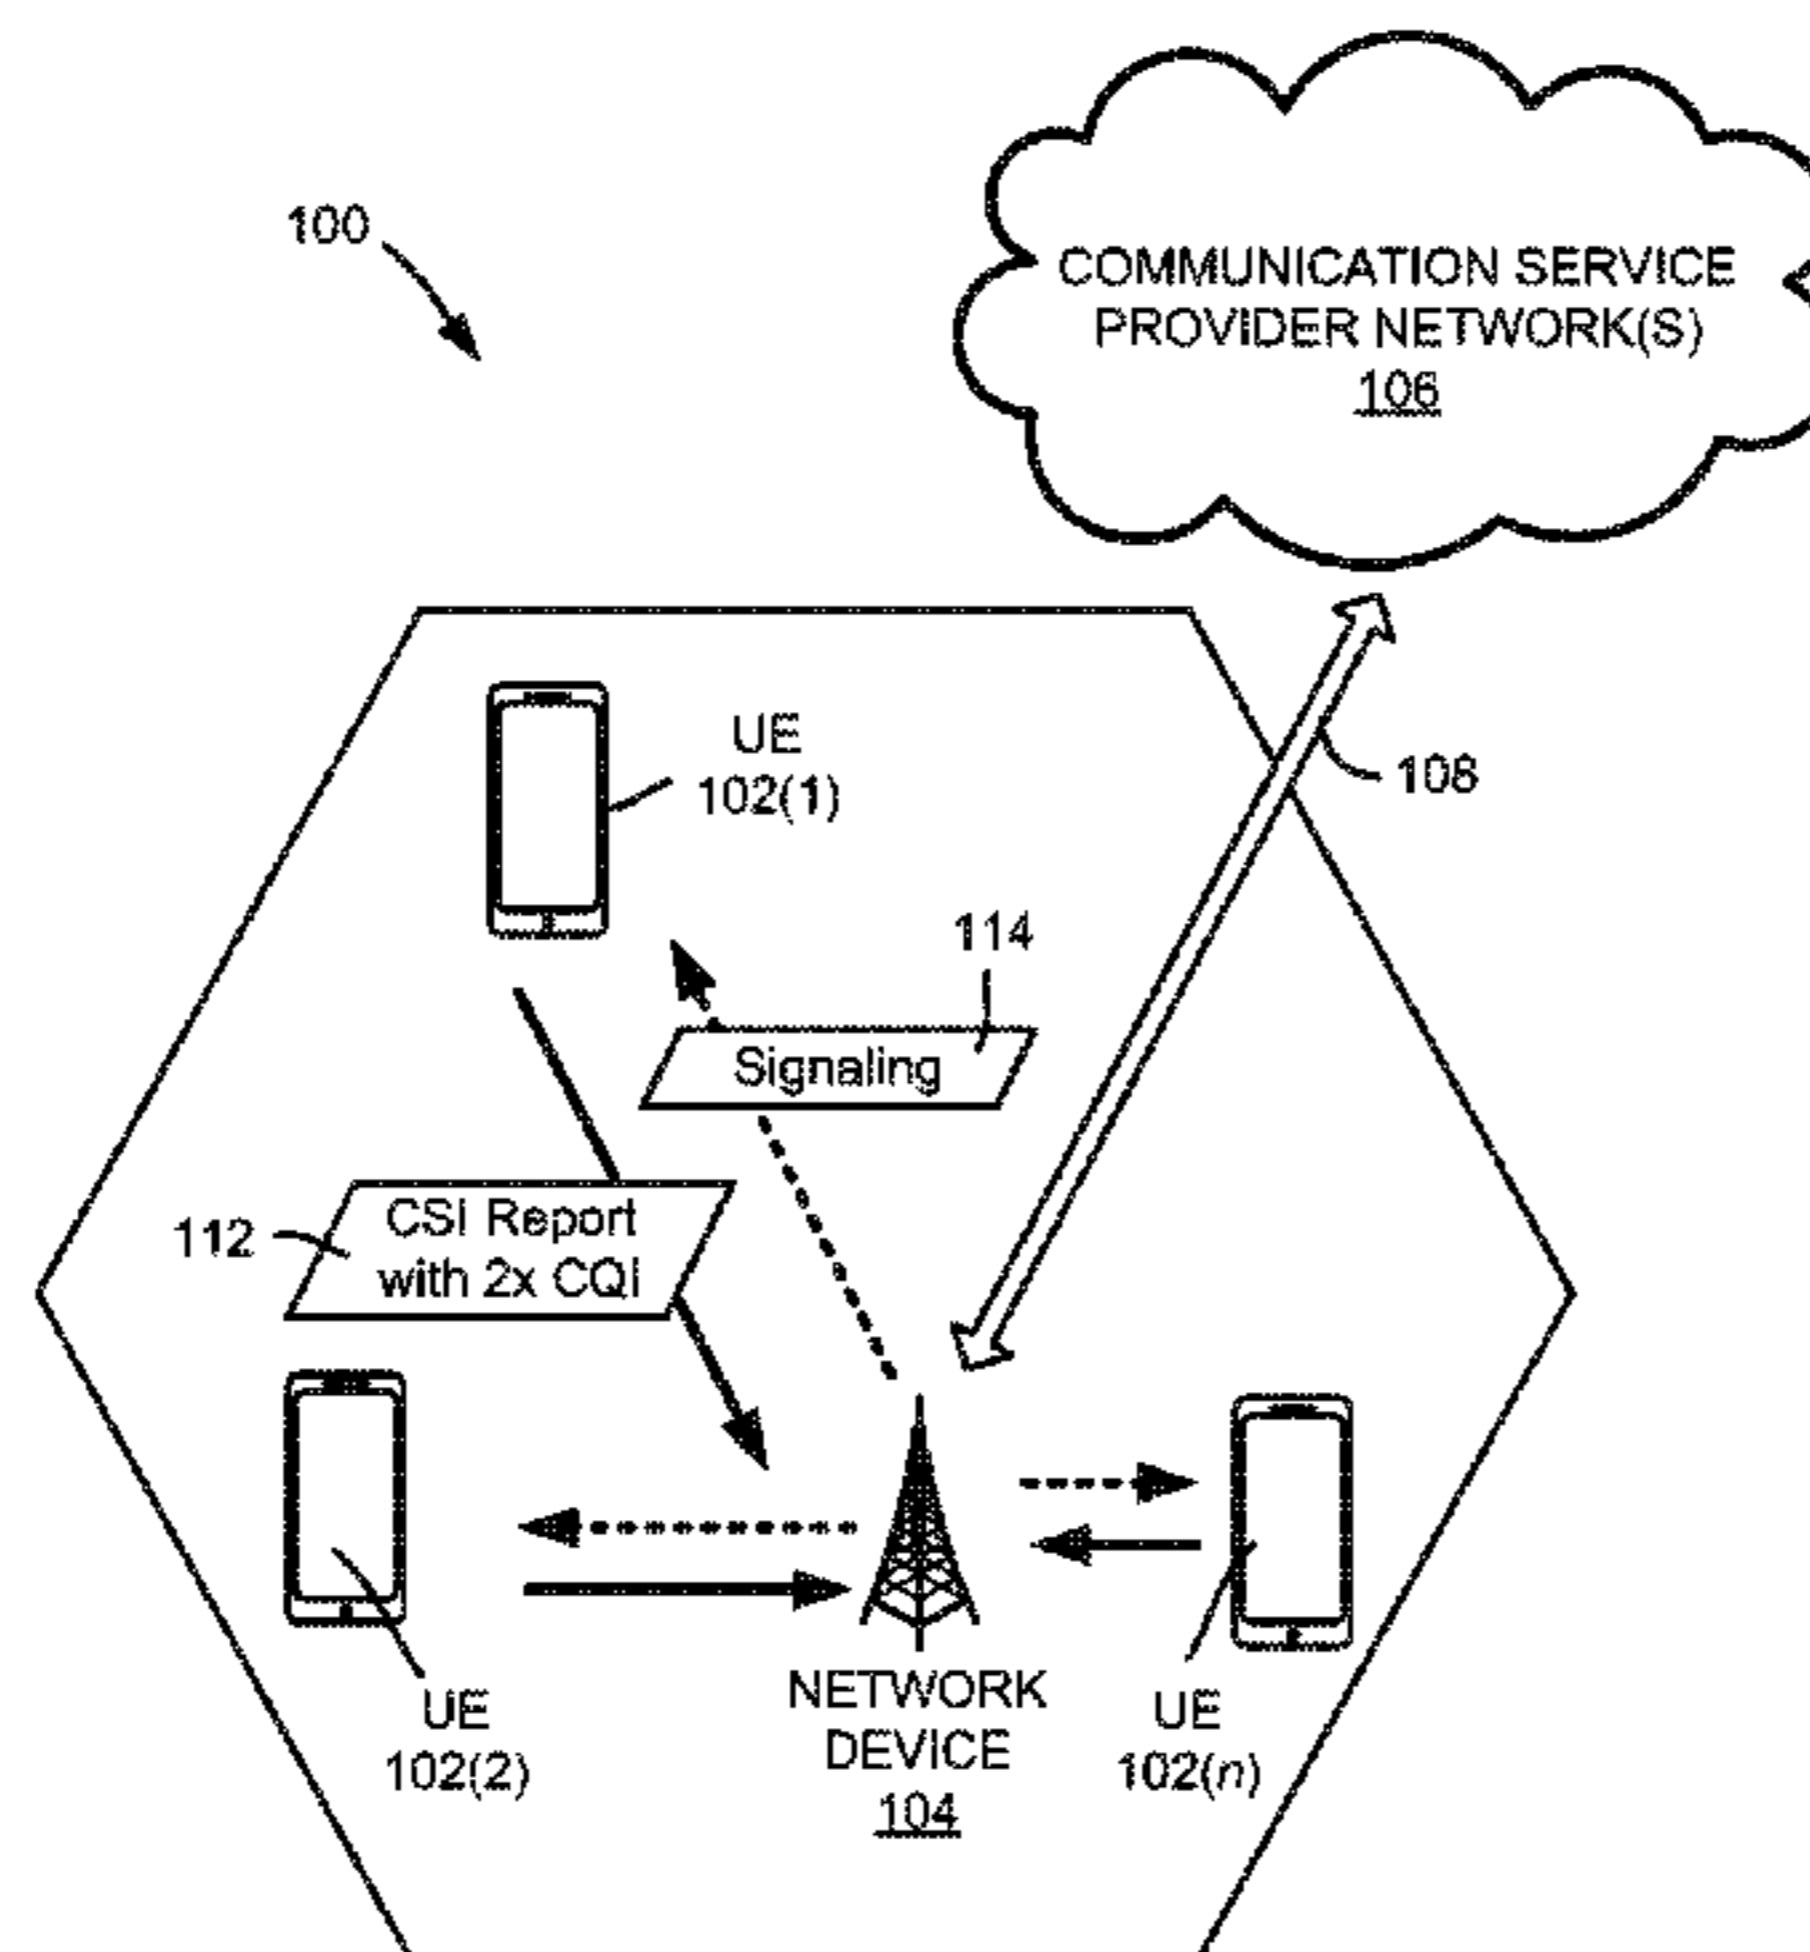 100
COMMUNICATION SERVICE
PROVIDER NETWORK(S)
106
UE
102(1)
108
114
Signaling
112
CSI Report
with 2x CQI
UE
102(2)
NETWORK
DEVICE
104
UE
102(n)